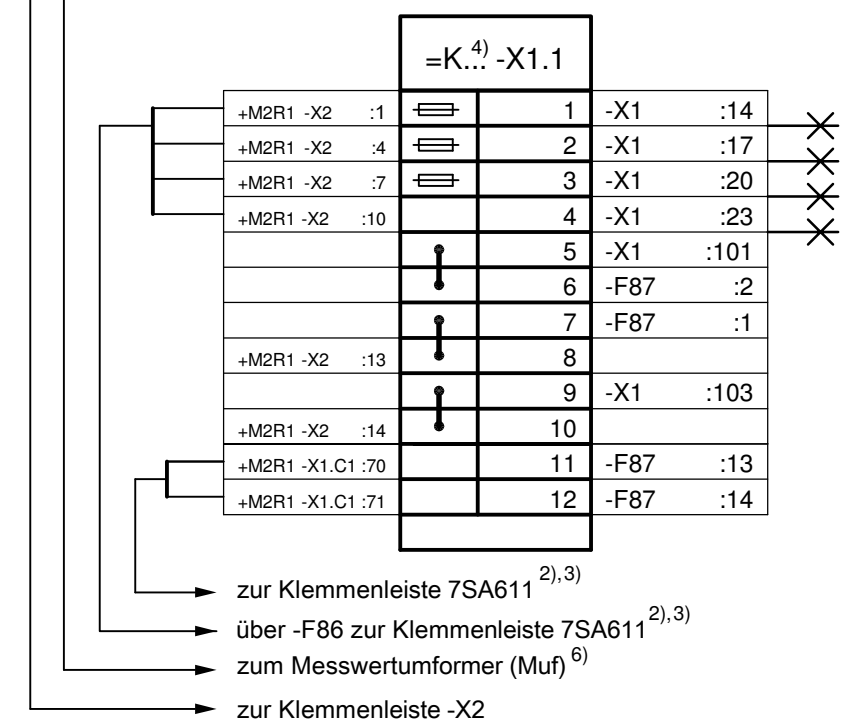 =K...4) -X1.1
+M2R1 -X2 :1 1 -X1 :14
+M2R1 -X2 :4 2 -X1 :17
+M2R1 -X2 :7 3 -X1 :20
+M2R1 -X2 :10 4 -X1 :23
5 -X1 :101
6 -F87 :2
7 -F87 :1
+M2R1 -X2 :13 8
9 -X1 :103
+M2R1 -X2 :14 10
+M2R1 -X1.C1 :70 11 -F87 :13
+M2R1 -X1.C1 :71 12 -F87 :14
zur Klemmenleiste 7SA611 2),3)
über -F86 zur Klemmenleiste 7SA611 2),3)
zum Messwertumformer (Muf) 6)
zur Klemmenleiste -X2